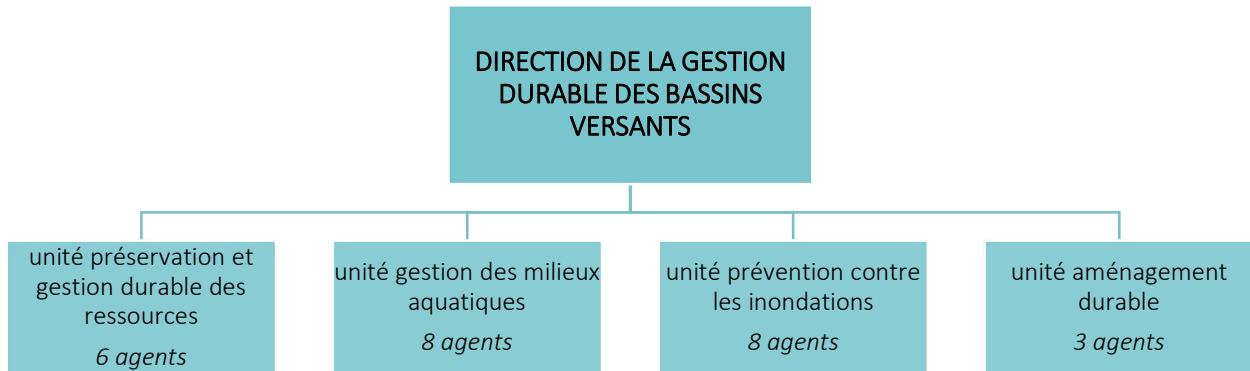 DIRECTION DE LA GESTION
DURABLE DES BASSINS
VERSANTS
unité préservation et
gestion durable des
ressources
6 agents
unité gestion des milieux
aquatiques
8 agents
unité prévention contre
les inondations
8 agents
unité aménagement
durable
3 agents